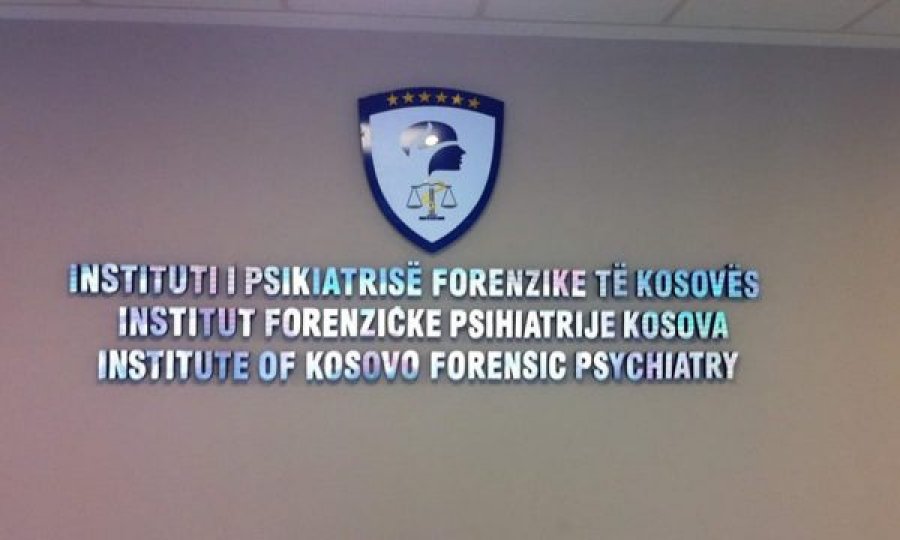 INSTITUTI I PSIKIATRISË FORENZIKE TË KOSOVËS
INSTITUT FORENZIČKE PSIHIATRIJE KOSOVA
INSTITUTE OF KOSOVO FORENSIC PSYCHIATRY